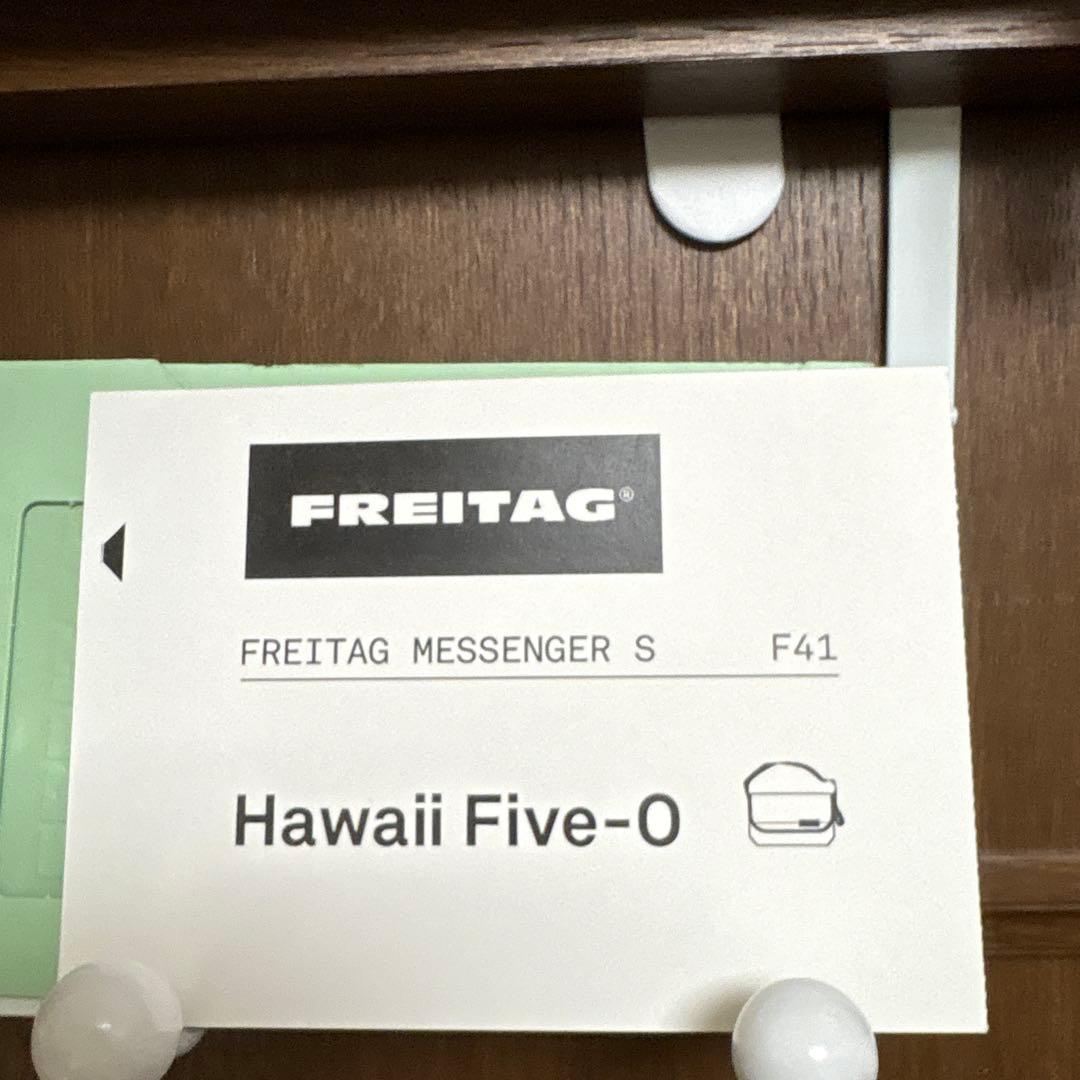 FREITAG®
FREITAG MESSENGER S F41
Hawaii Five-O